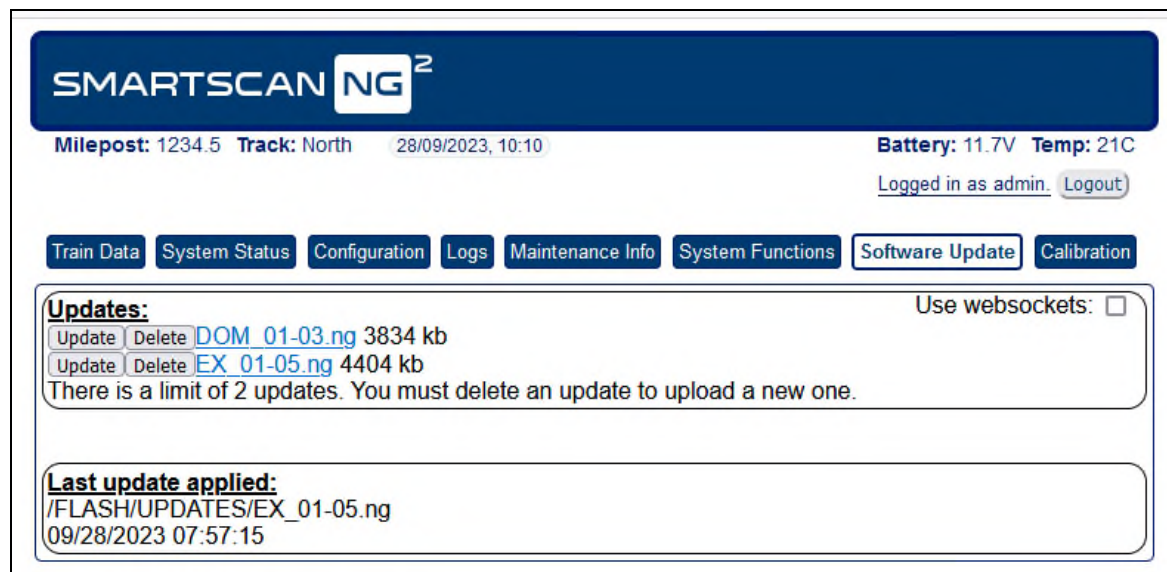 SMARTSCAN NG2
Milepost: 1234.5 Track: North 28/09/2023, 10:10 Battery: 11.7V Temp: 21C
Logged in as admin. Logout
Train Data System Status Configuration Logs Maintenance Info System Functions Software Update Calibration
Updates: Use websockets:
Update Delete DOM_01-03.ng 3834 kb
Update Delete EX_01-05.ng 4404 kb
There is a limit of 2 updates. You must delete an update to upload a new one.
Last update applied:
/FLASH/UPDATES/EX_01-05.ng
09/28/2023 07:57:15